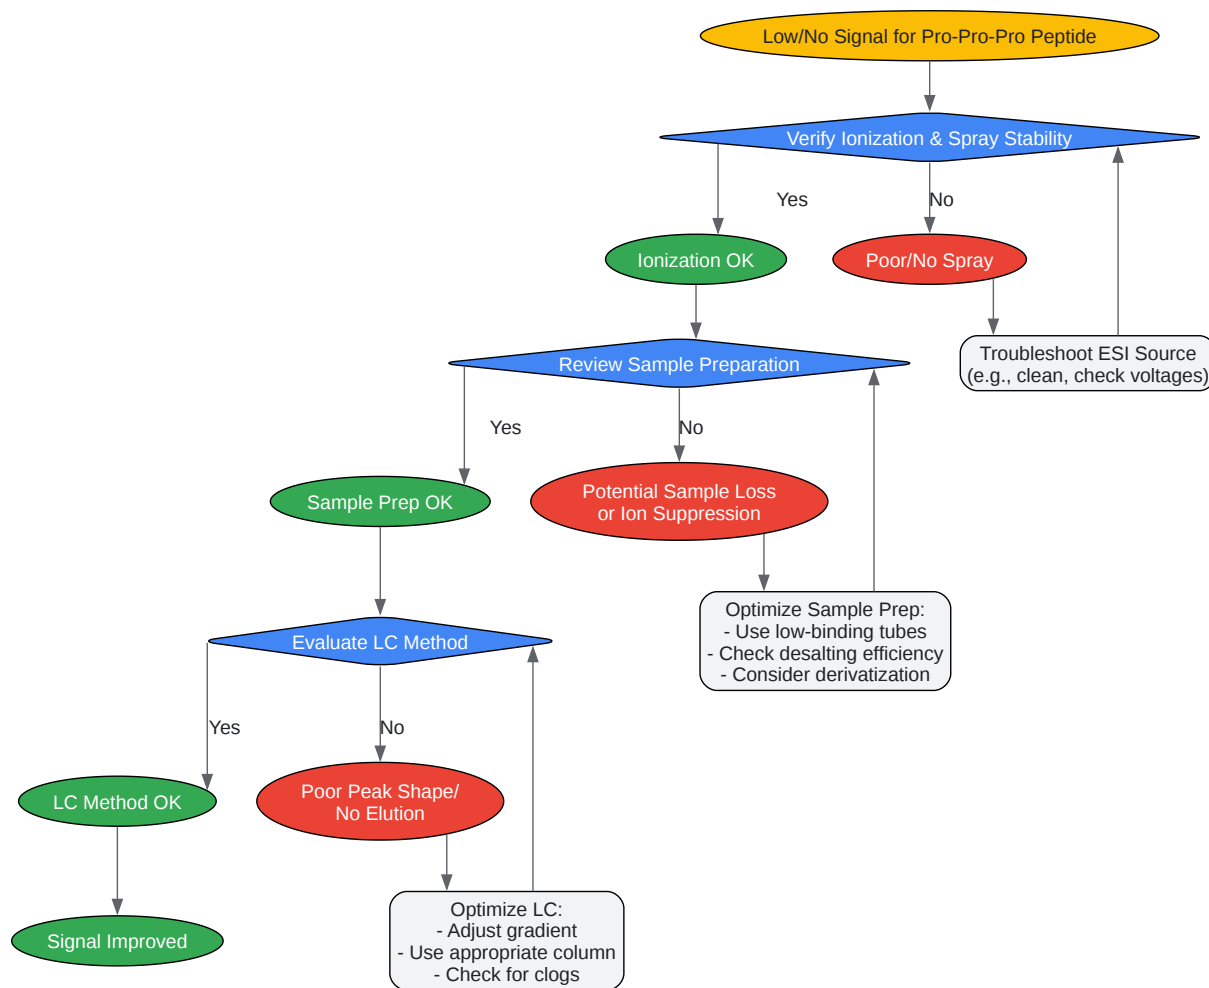 Low/No Signal for Pro-Pro-Pro Peptide
Verify Ionization & Spray Stability
Yes
No
Ionization OK
Poor/No Spray
Troubleshoot ESI Source
(e.g., clean, check voltages)
Review Sample Preparation
Yes
No
Sample Prep OK
Potential Sample Loss
or Ion Suppression
Optimize Sample Prep:
- Use low-binding tubes
- Check desalting efficiency
- Consider derivatization
Evaluate LC Method
Yes
No
LC Method OK
Poor Peak Shape/
No Elution
Optimize LC:
- Adjust gradient
- Use appropriate column
- Check for clogs
Signal Improved